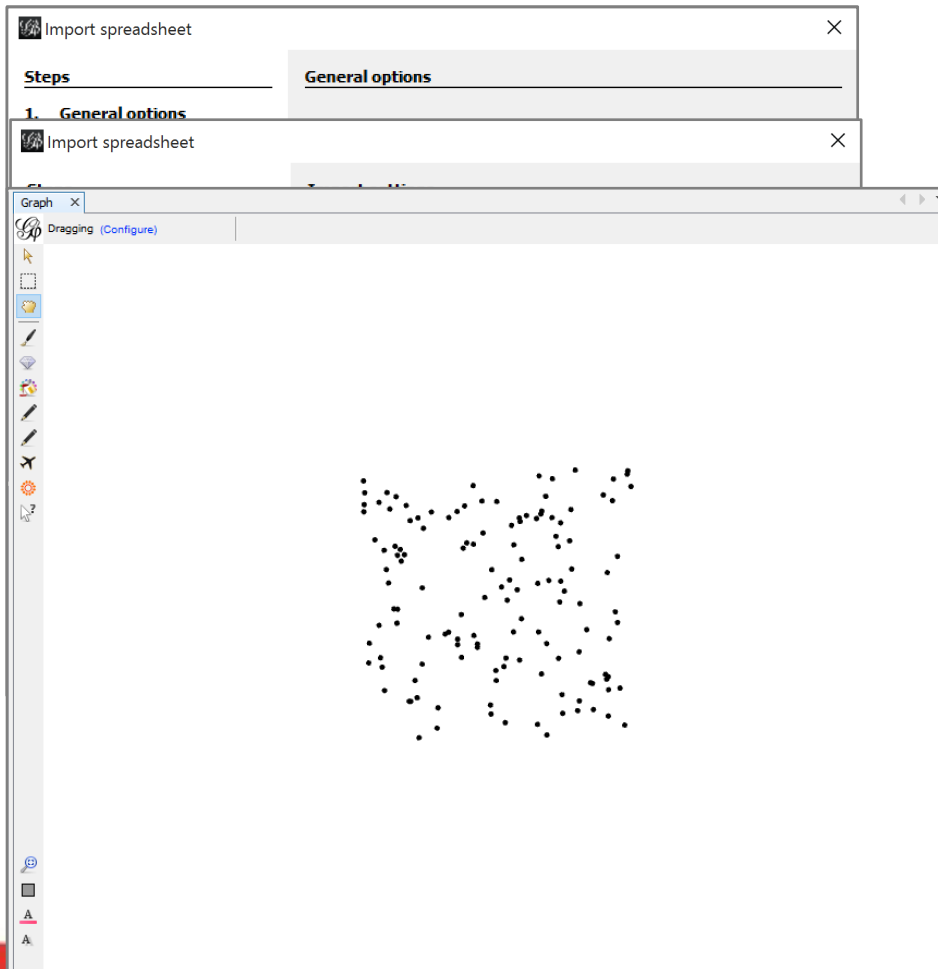 Import spreadsheet
Steps
General options
1. General options
Import spreadsheet
Graph
Dragging (Configure)
A
A